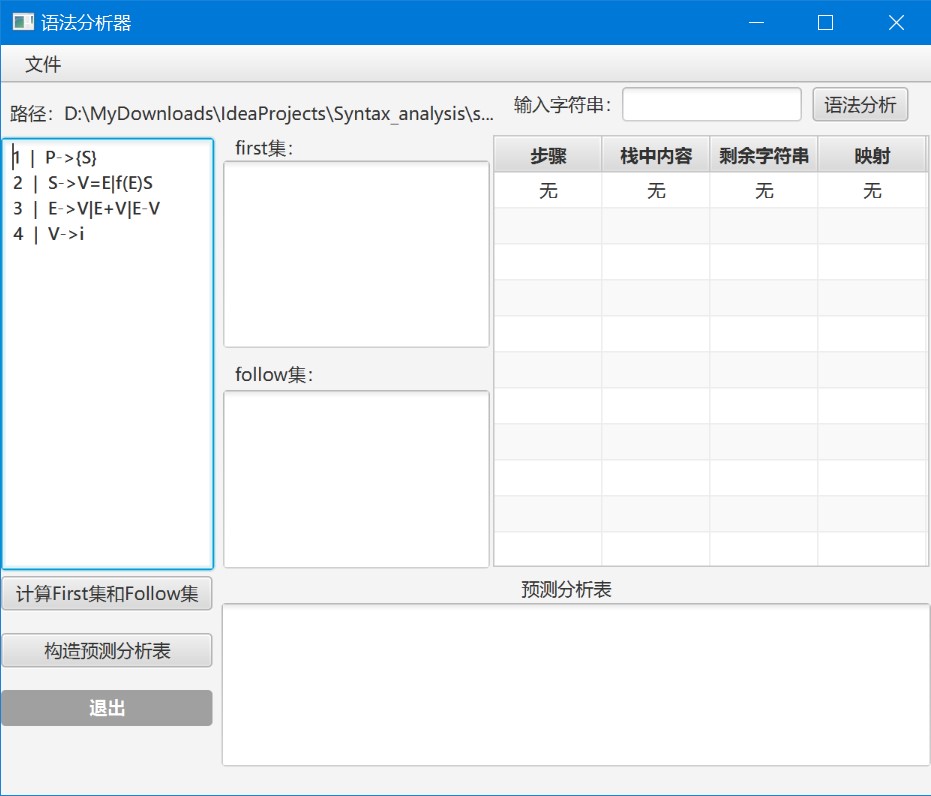 语法分析器
文件
路径：D:\MyDownloads\IdeaProjects\Syntax_analysis\s...
输入字符串：
语法分析
1 | P->{S}
2 | S->V=E|f(E)S
3 | E->V|E+V|E-V
4 | V->i
first集：
follow集：
步骤 栈中内容 剩余字符串 映射
无 无 无 无
计算First集和Follow集
构造预测分析表
退出
预测分析表